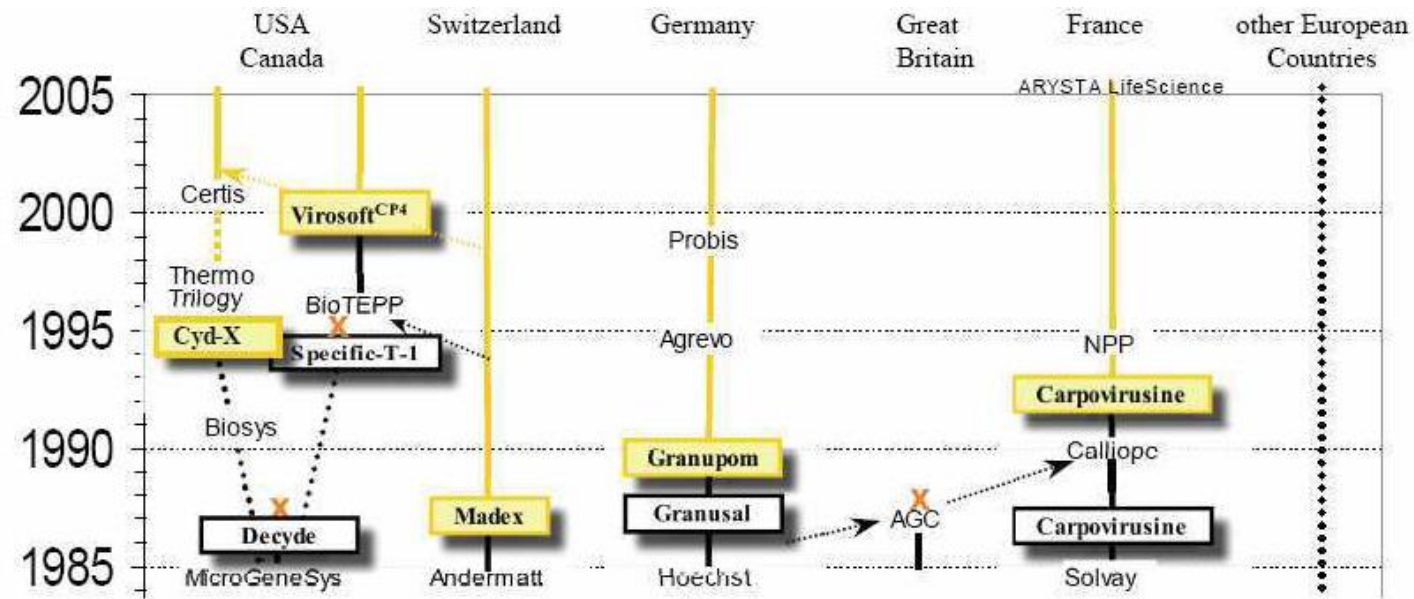 USA
Canada
Switzerland
Germany
Great
Britain
France
other European
Countries
2005
ARYSTA LifeScience
Certis
2000
Virosoft^CP4
Probis
Thermo
Trilogy
BioTEPP
X
1995
Cyd-X
Specific-T-1
Agrevo
NPP
Carpovirusine
Biosys
1990
Granupom
Calliope
X
Decyde
Madex
Granusal
X
AGC
Carpovirusine
1985
MicroGeneSys
Andermatt
Hoechst
Solvay